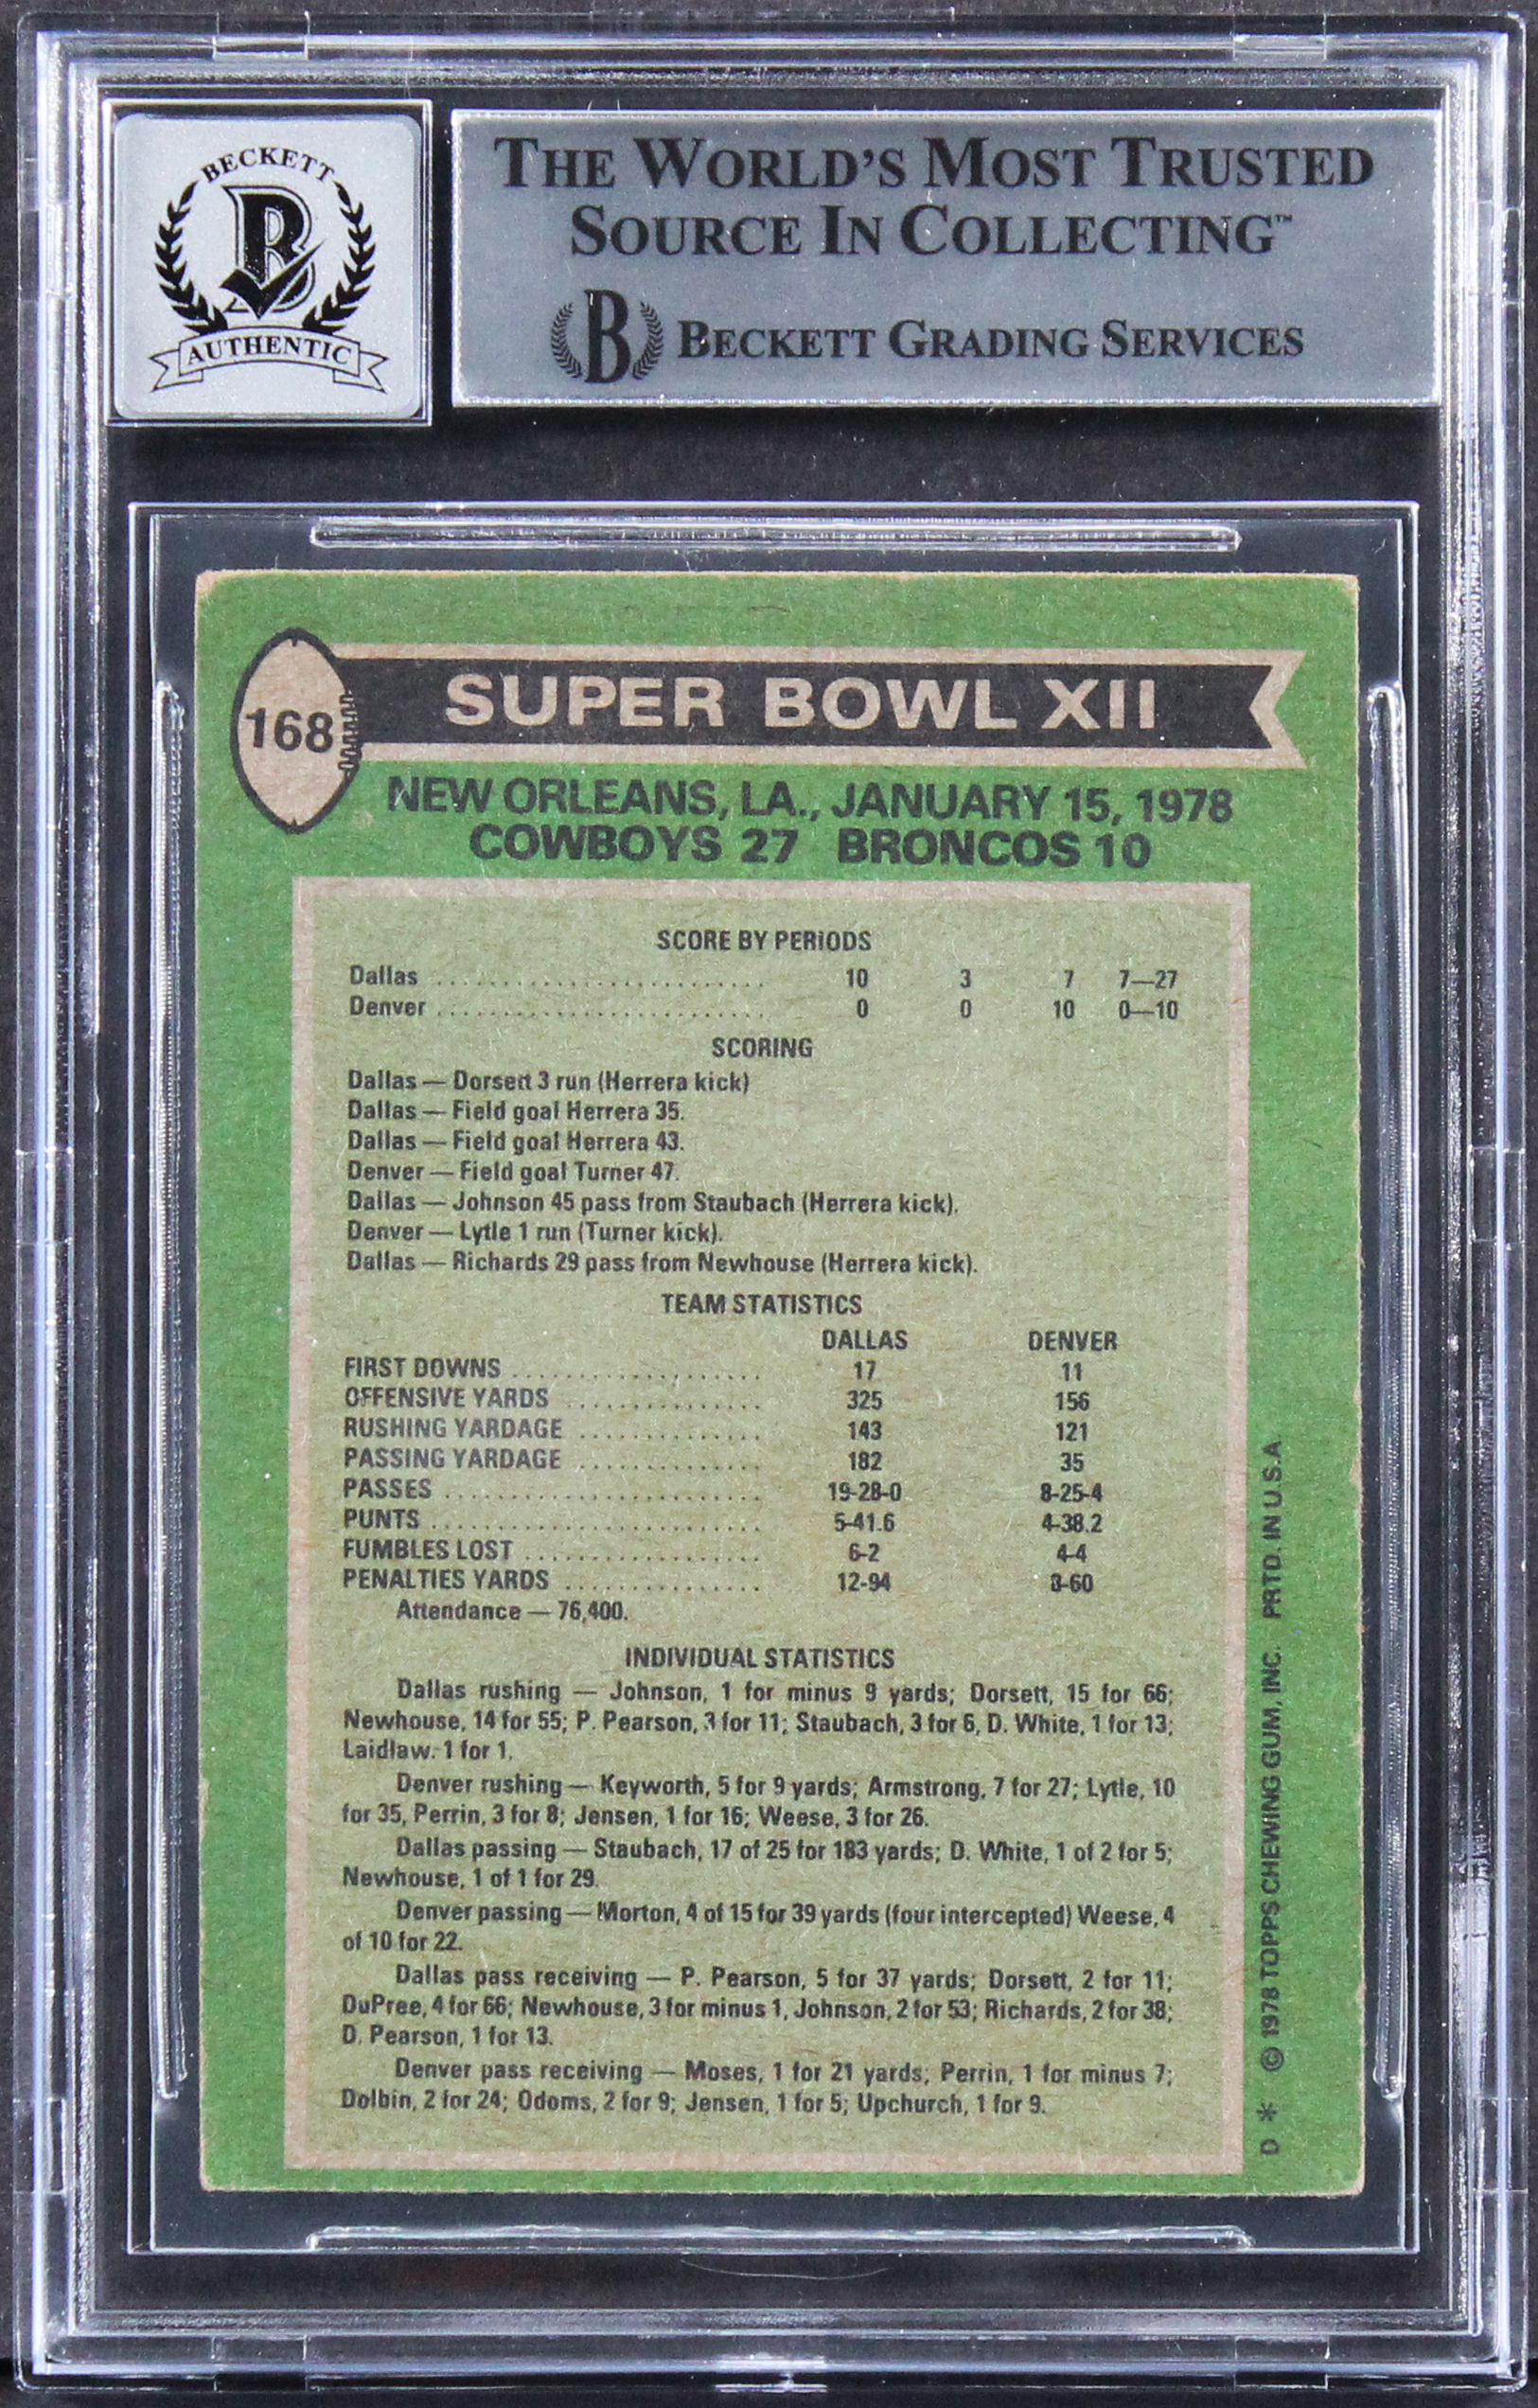 BECKETT
B
AUTHENTIC
THE WORLD'S MOST TRUSTED
SOURCE IN COLLECTING™
B BECKETT GRADING SERVICES
168
SUPER BOWL XII
NEW ORLEANS, LA., JANUARY 15, 1978
COWBOYS 27 BRONCOS 10
SCORE BY PERIODS
Dallas .......................... 10 3 7 7—27
Denver .......................... 0 0 10 0—10
SCORING
Dallas — Dorsett 3 run (Herrera kick)
Dallas — Field goal Herrera 35.
Dallas — Field goal Herrera 43.
Denver — Field goal Turner 47.
Dallas — Johnson 45 pass from Staubach (Herrera kick).
Denver — Lytle 1 run (Turner kick).
Dallas — Richards 29 pass from Newhouse (Herrera kick).
TEAM STATISTICS
DALLAS DENVER
FIRST DOWNS ................... 17 11
OFFENSIVE YARDS ............... 325 156
RUSHING YARDAGE .............. 143 121
PASSING YARDAGE .............. 182 35
PASSES ......................... 19-28-0 8-25-4
PUNTS .......................... 5-41.6 4-38.2
FUMBLES LOST .................. 6-2 4-4
PENALTIES YARDS ............... 12-94 8-60
Attendance — 76,400.
INDIVIDUAL STATISTICS
Dallas rushing — Johnson, 1 for minus 9 yards; Dorsett, 15 for 66;
Newhouse, 14 for 55; P. Pearson, 3 for 11; Staubach, 3 for 6, D. White, 1 for 13;
Laidlaw. 1 for 1.
Denver rushing — Keyworth, 5 for 9 yards; Armstrong, 7 for 27; Lytle, 10
for 35, Perrin, 3 for 8; Jensen, 1 for 16; Weese, 3 for 26.
Dallas passing — Staubach, 17 of 25 for 183 yards; D. White, 1 of 2 for 5;
Newhouse, 1 of 1 for 29.
Denver passing — Morton, 4 of 15 for 39 yards (four intercepted) Weese, 4
of 10 for 22.
Dallas pass receiving — P. Pearson, 5 for 37 yards; Dorsett, 2 for 11;
DuPree, 4 for 66; Newhouse, 3 for minus 1, Johnson, 2 for 53; Richards, 2 for 38;
D. Pearson, 1 for 13.
Denver pass receiving — Moses, 1 for 21 yards; Perrin, 1 for minus 7;
Dolbin, 2 for 24; Odoms, 2 for 9; Jensen, 1 for 5; Upchurch, 1 for 9.
D * © 1978 TOPPS CHEWING GUM, INC. PRTD. IN U.S.A.